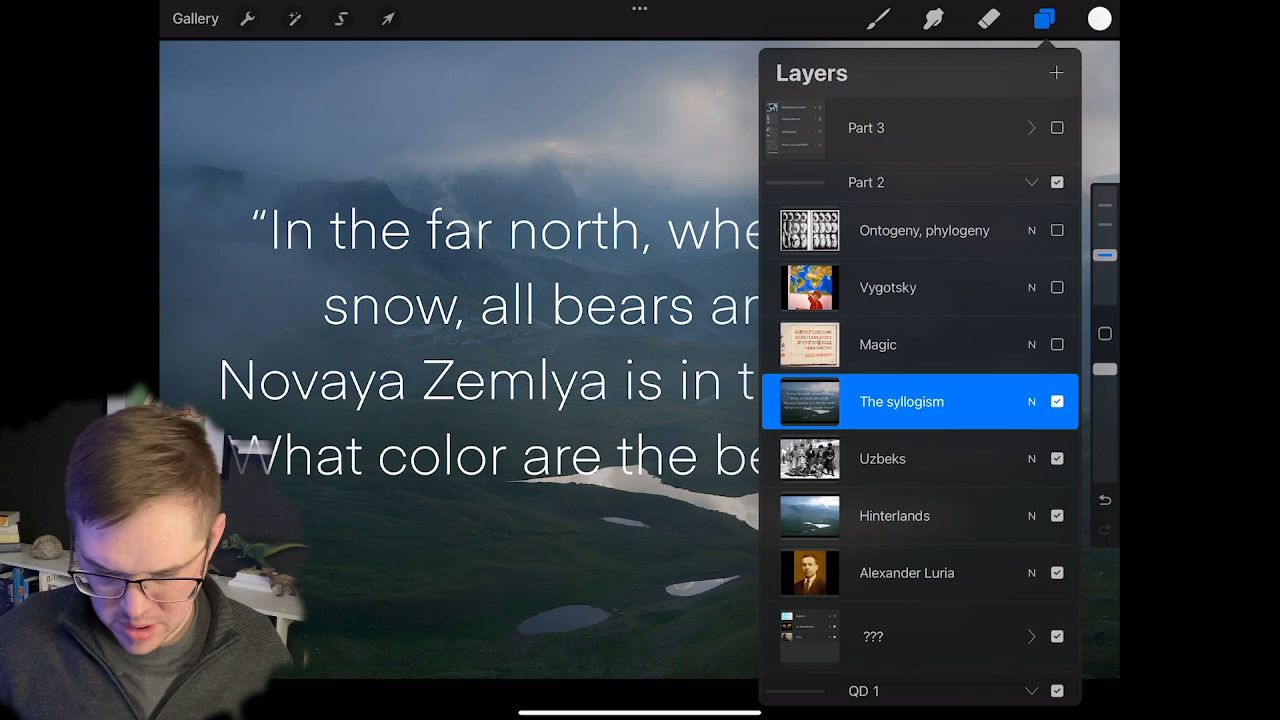 Gallery
Layers
Part 3
Part 2
Ontogeny, phylogeny N
Vygotsky N
Magic N
The syllogism N
Uzbeks N
Hinterlands N
Alexander Luria N
???
QD 1
“In the far north, whe
snow, all bears ar
Novaya Zemlya is in t
What color are the be